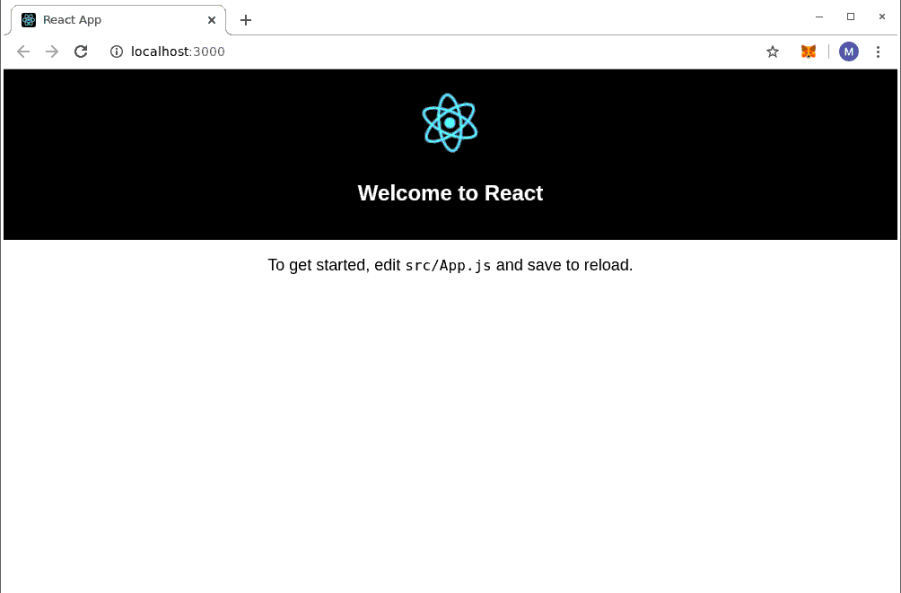 React App
localhost:3000
M
Welcome to React
To get started, edit src/App.js and save to reload.